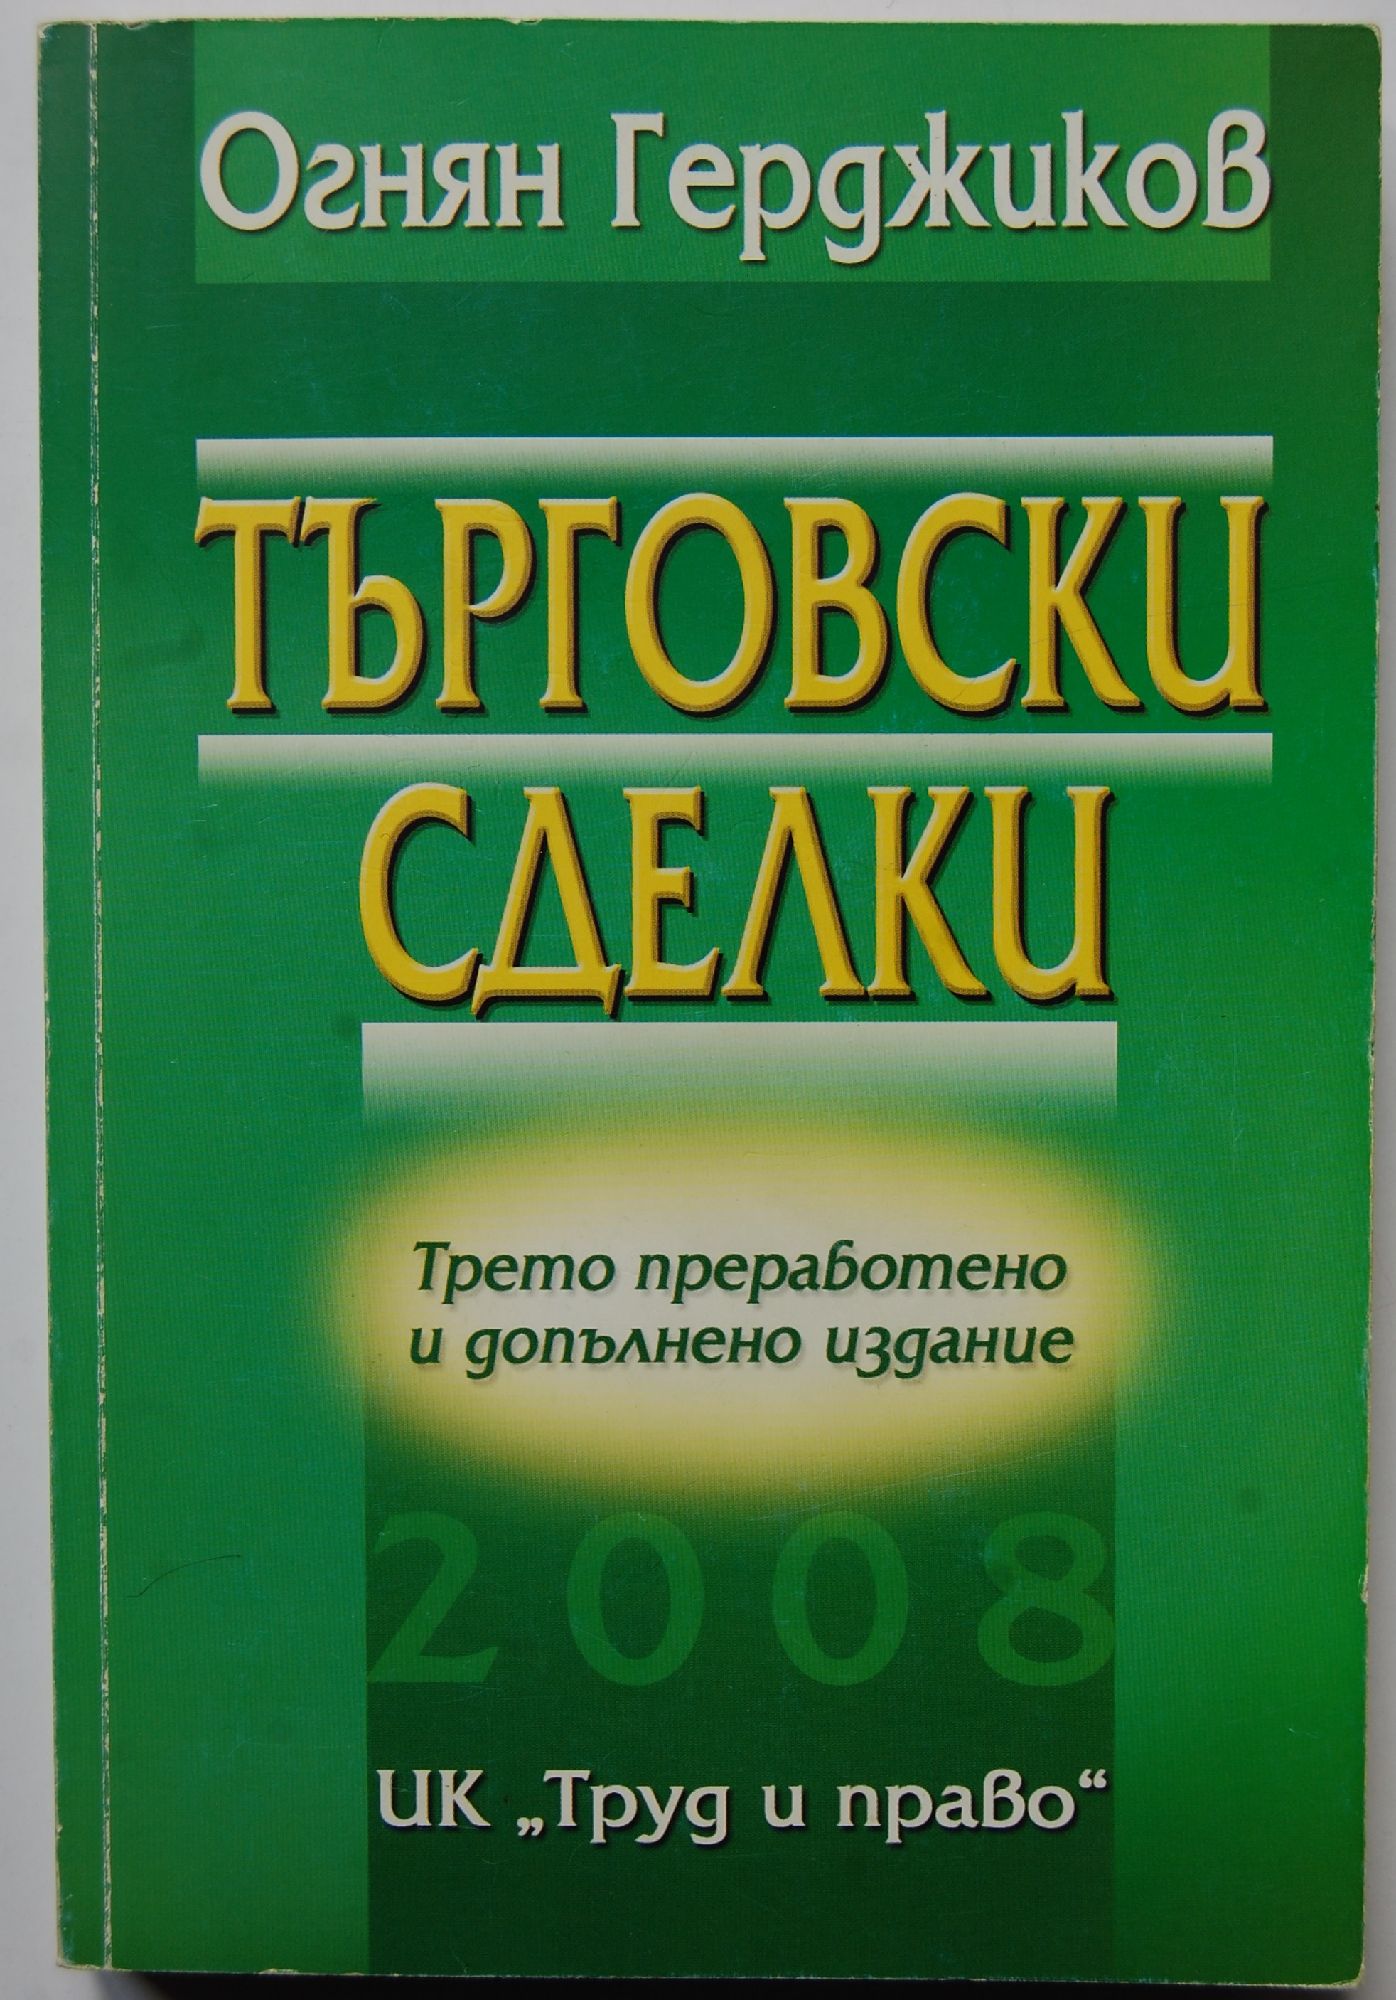 Огнян Герджиков
ТЪРГОВСКИ
СДЕЛКИ
Трето преработено
и допълнено издание
2008
ИК „Труд и право“